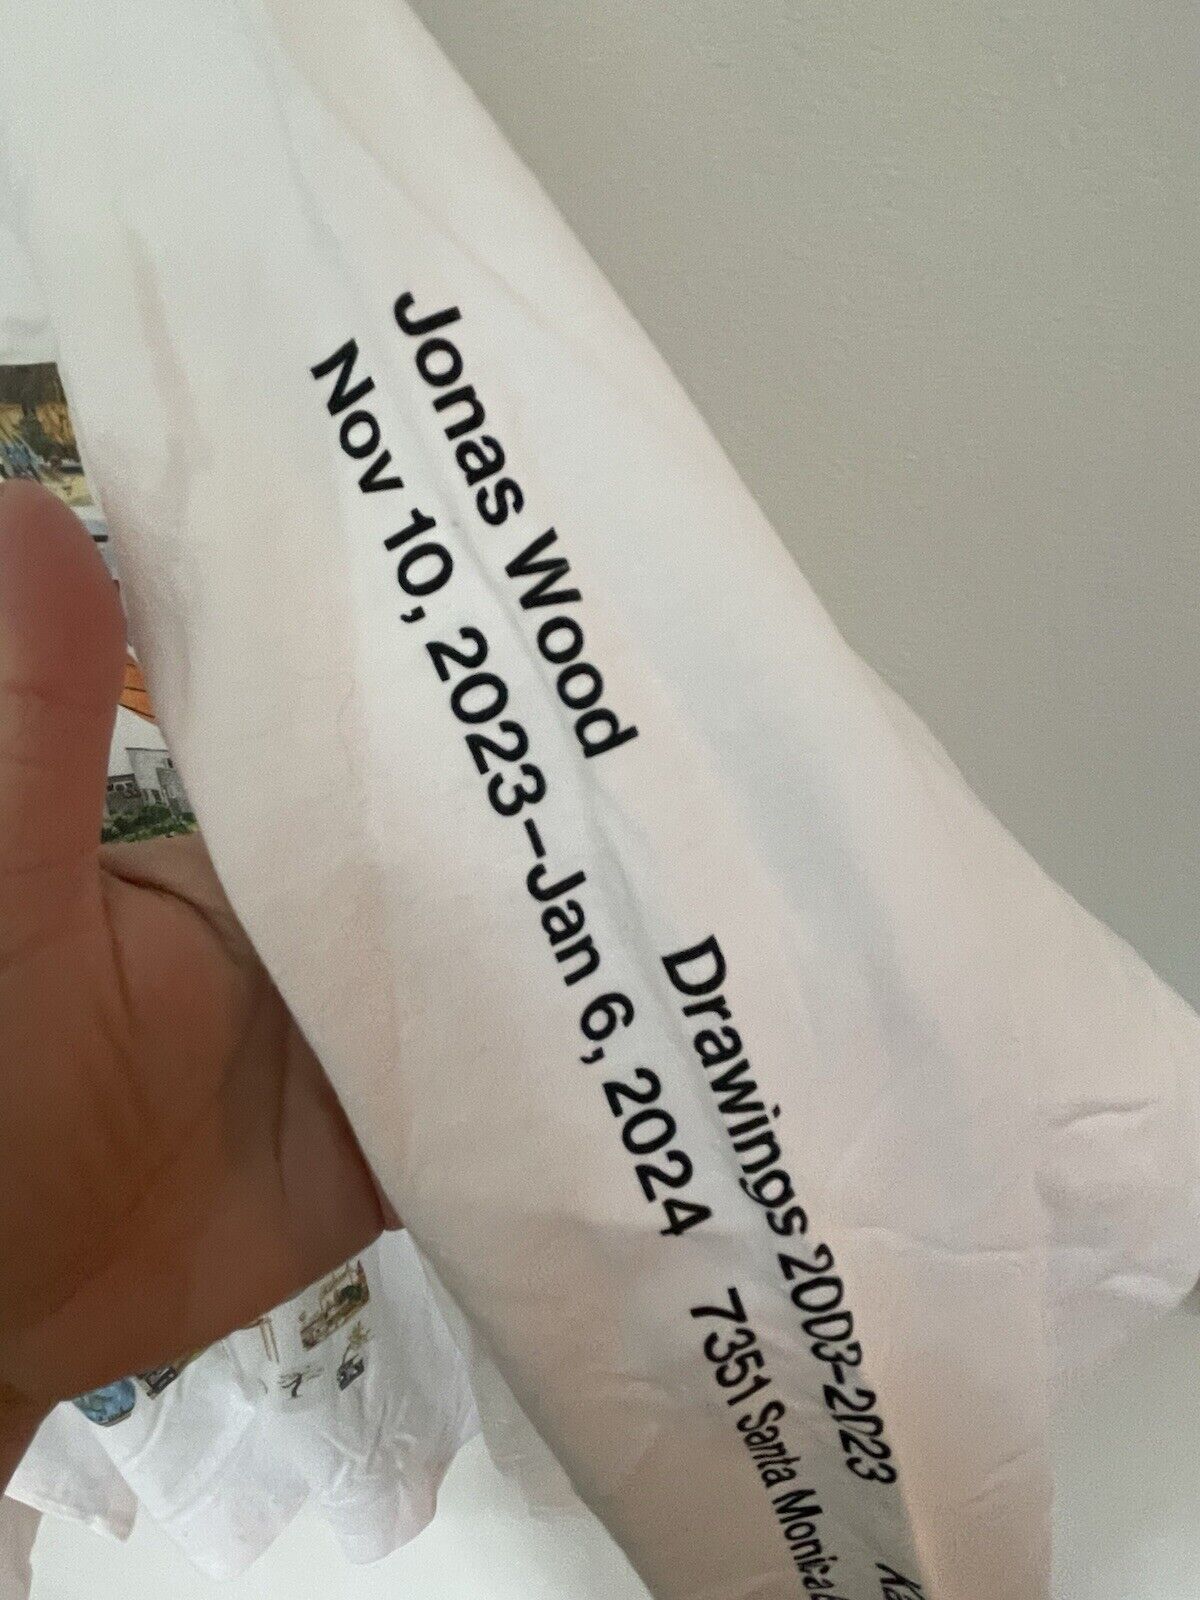 Jonas Wood Drawings 2003-2023
Nov 10, 2023–Jan 6, 2024 7351 Santa Monica